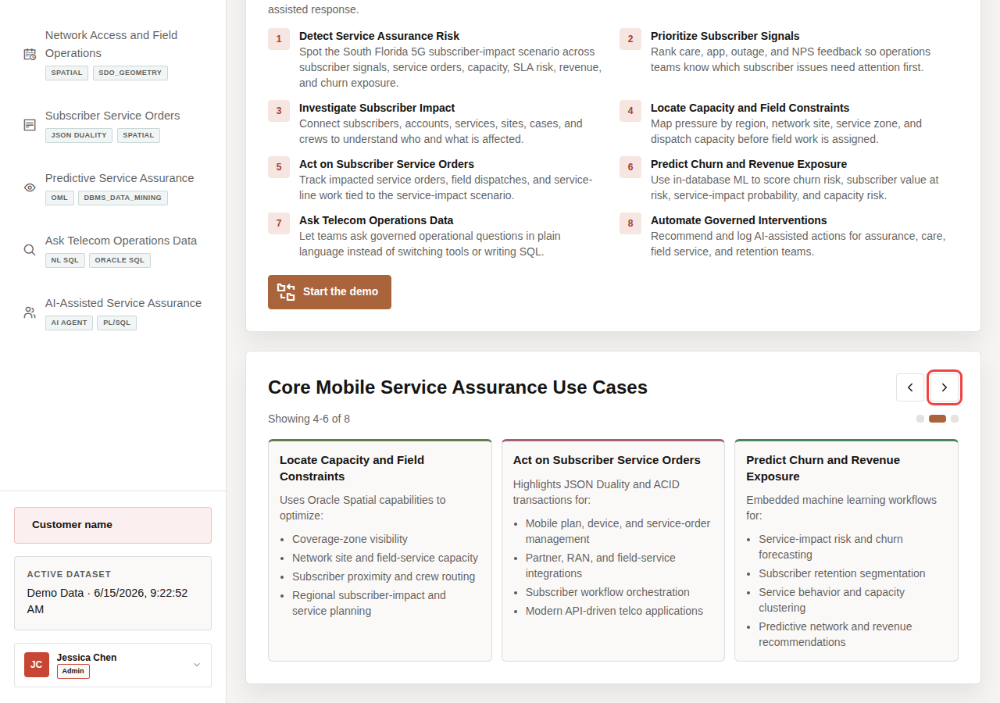 Network Access and Field
Operations
SPATIAL SDO_GEOMETRY
Subscriber Service Orders
JSON DUALITY SPATIAL
Predictive Service Assurance
OML DBMS_DATA_MINING
Ask Telecom Operations Data
NL SQL ORACLE SQL
AI-Assisted Service Assurance
AI AGENT PL/SQL
Customer name
ACTIVE DATASET
Demo Data · 6/15/2026, 9:22:52
AM
JC
Jessica Chen
Admin
assisted response.
1
Detect Service Assurance Risk
Spot the South Florida 5G subscriber-impact scenario across
subscriber signals, service orders, capacity, SLA risk, revenue,
and churn exposure.
2
Prioritize Subscriber Signals
Rank care, app, outage, and NPS feedback so operations
teams know which subscriber issues need attention first.
3
Investigate Subscriber Impact
Connect subscribers, accounts, services, sites, cases, and
crews to understand who and what is affected.
4
Locate Capacity and Field Constraints
Map pressure by region, network site, service zone, and
dispatch capacity before field work is assigned.
5
Act on Subscriber Service Orders
Track impacted service orders, field dispatches, and service-
line work tied to the service-impact scenario.
6
Predict Churn and Revenue Exposure
Use in-database ML to score churn risk, subscriber value at
risk, service-impact probability, and capacity risk.
7
Ask Telecom Operations Data
Let teams ask governed operational questions in plain
language instead of switching tools or writing SQL.
8
Automate Governed Interventions
Recommend and log AI-assisted actions for assurance, care,
field service, and retention teams.
Start the demo
Core Mobile Service Assurance Use Cases
Showing 4-6 of 8
Locate Capacity and Field
Constraints
Uses Oracle Spatial capabilities to
optimize:
• Coverage-zone visibility
• Network site and field-service capacity
• Subscriber proximity and crew routing
• Regional subscriber-impact and
service planning
Act on Subscriber Service Orders
Highlights JSON Duality and ACID
transactions for:
• Mobile plan, device, and service-order
management
• Partner, RAN, and field-service
integrations
• Subscriber workflow orchestration
• Modern API-driven telco applications
Predict Churn and Revenue
Exposure
Embedded machine learning workflows
for:
• Service-impact risk and churn
forecasting
• Subscriber retention segmentation
• Service behavior and capacity
clustering
• Predictive network and revenue
recommendations